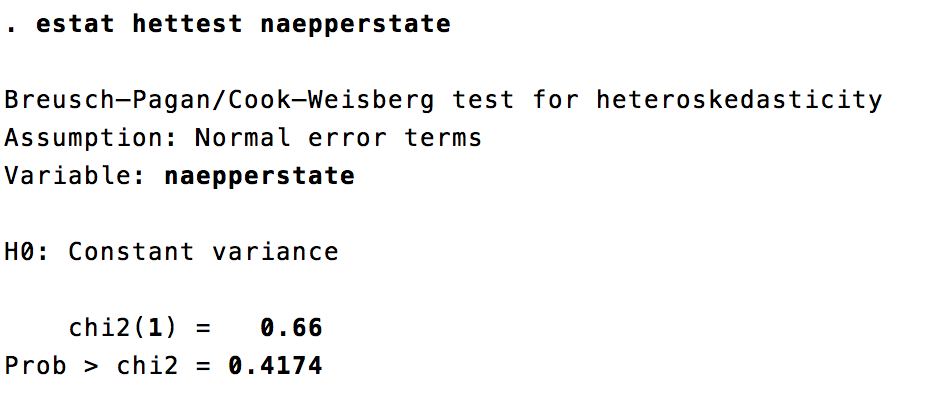 . estat hettest naepperstate
Breusch–Pagan/Cook–Weisberg test for heteroskedasticity
Assumption: Normal error terms
Variable: naepperstate
H0: Constant variance
chi2(1) = 0.66
Prob > chi2 = 0.4174